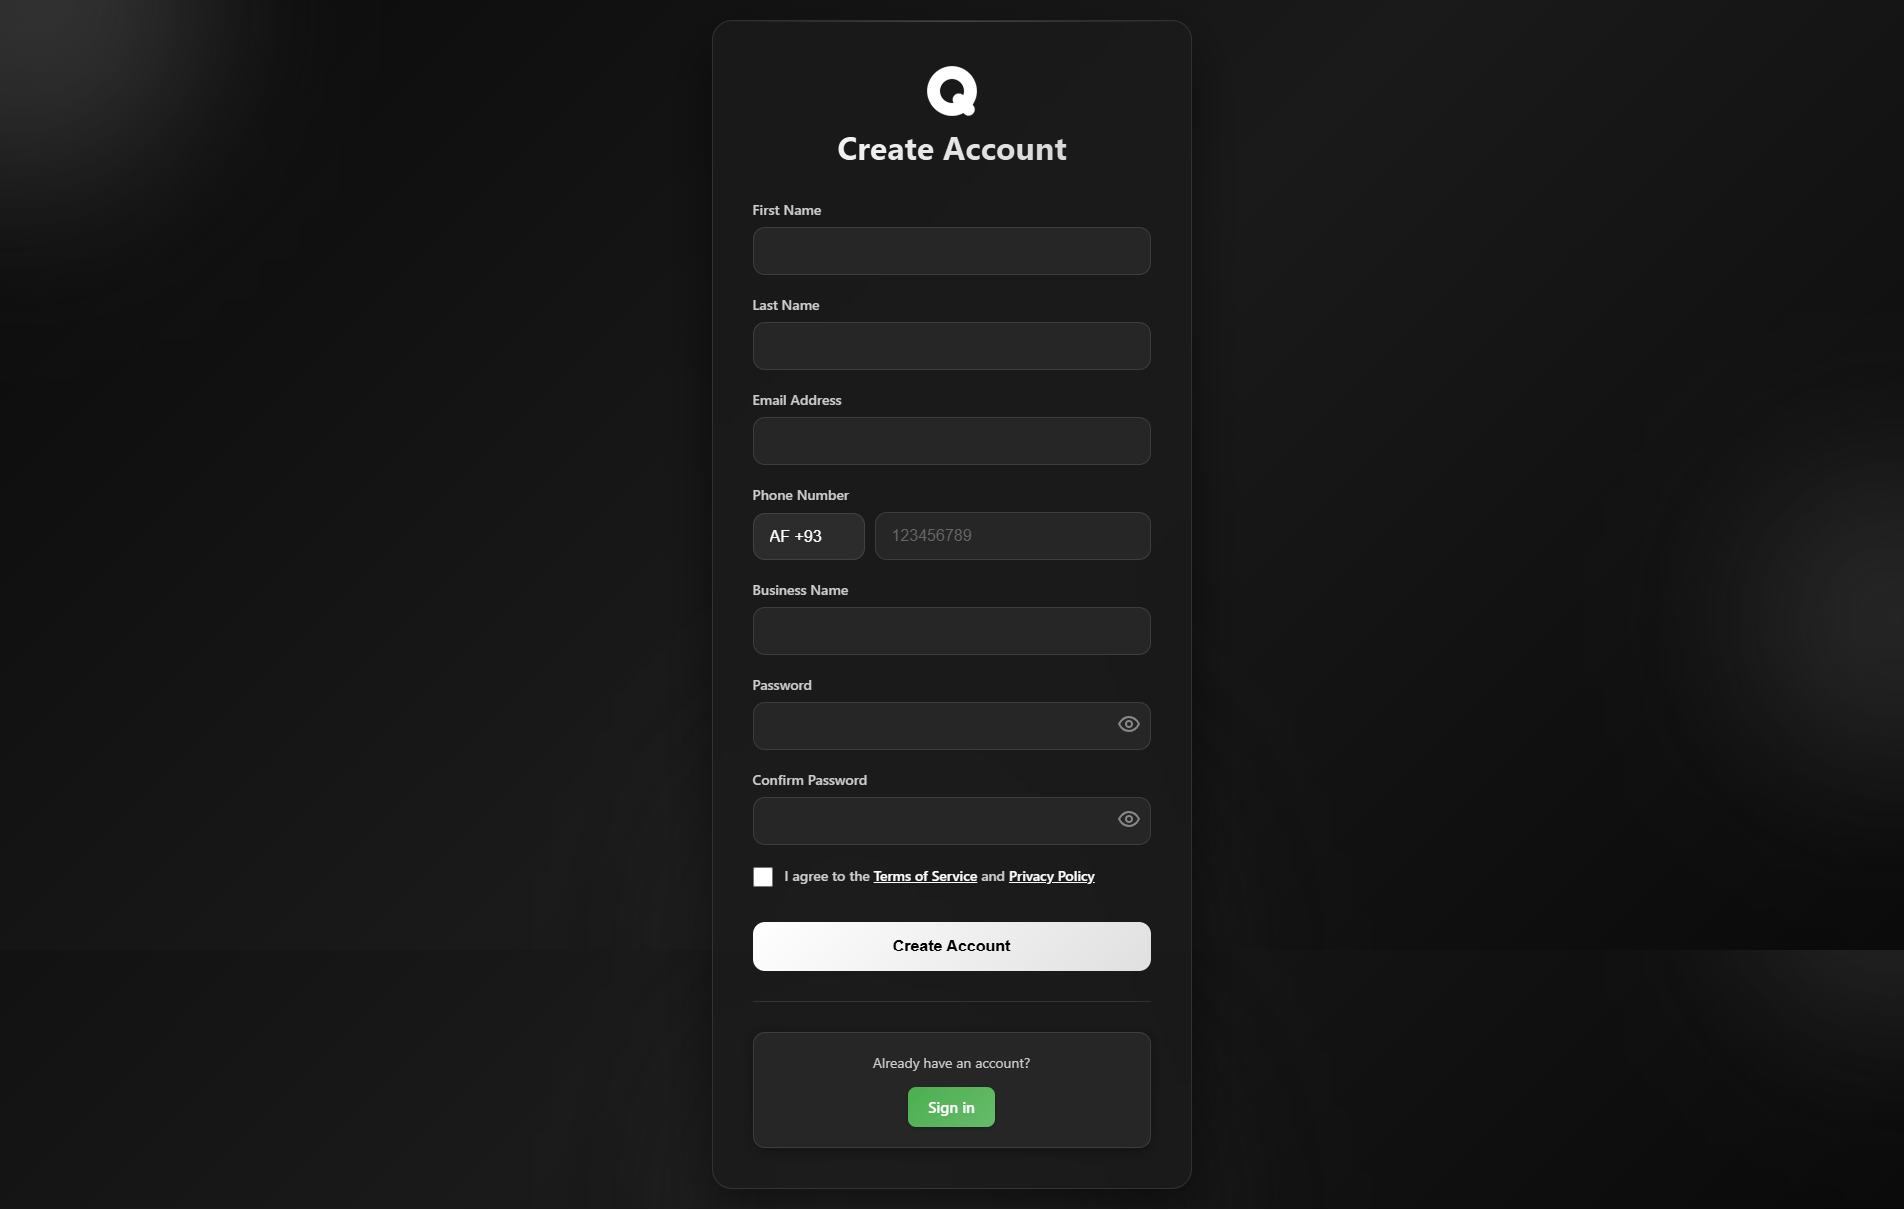 Q
Create Account
First Name
Last Name
Email Address
Phone Number
AF +93 123456789
Business Name
Password
Confirm Password
I agree to the Terms of Service and Privacy Policy
Create Account
Already have an account?
Sign in